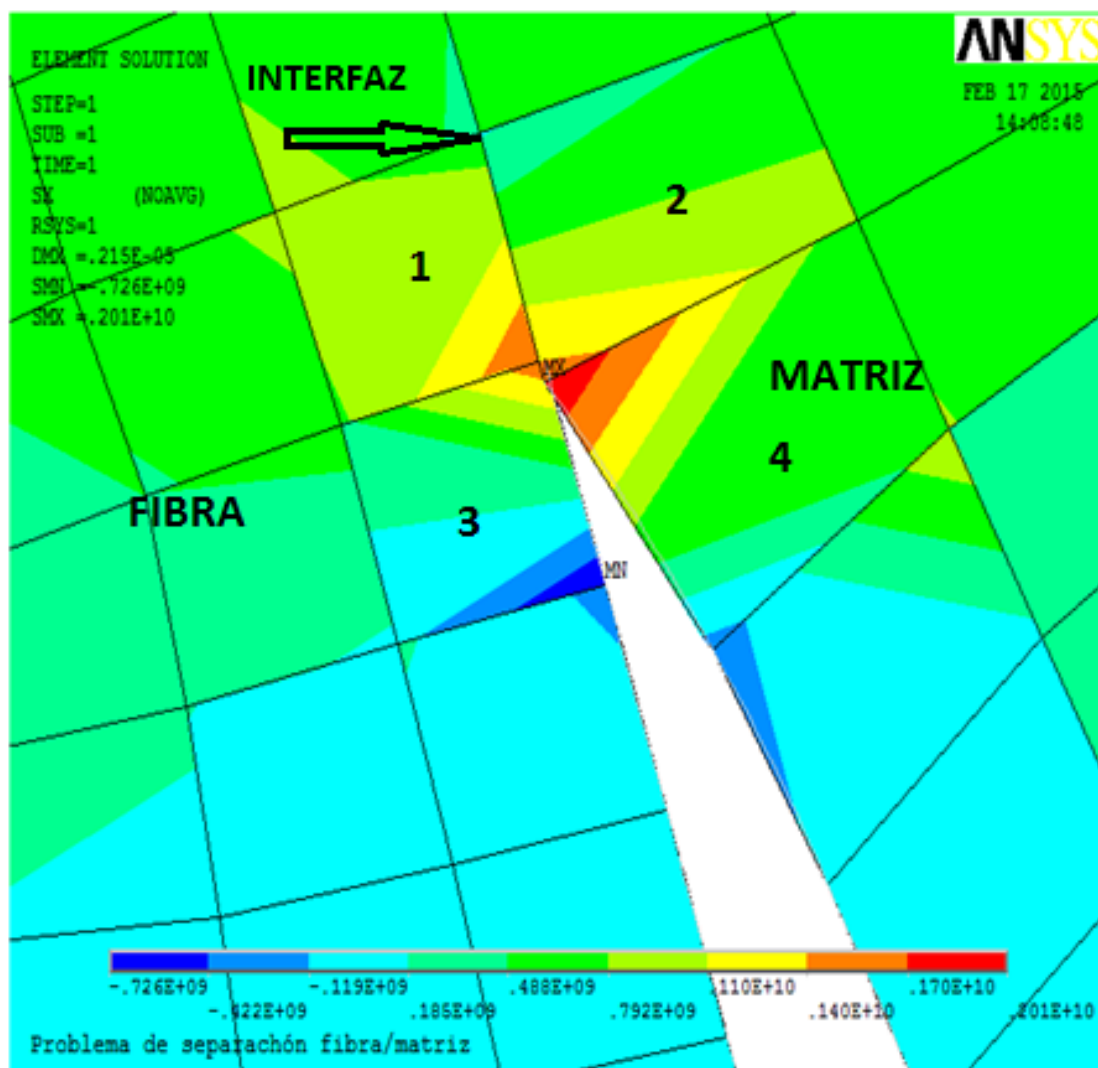 ANSYS
ELEMENT SOLUTION
INTERFAZ
FEB 17 2015
14:08:48
STEP=1
SUB =1
TIME=1
SX (NOAVG)
RSYS=1
DMX =.215E-05
SMN =-.726E+09
SMX =.201E+10
1
2
MX
MATRIZ
4
FIBRA
3
MN
-.726E+09 -.119E+09 .488E+09 .110E+10 .170E+10
-.422E+09 .185E+09 .792E+09 .140E+10 .201E+10
Problema de separachón fibra/matriz